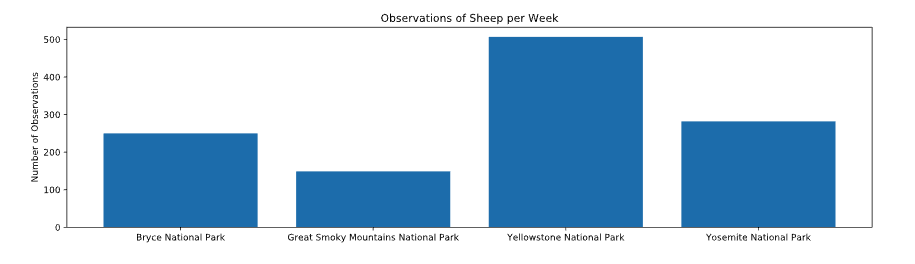 Observations of Sheep per Week
Number of Observations
500
400
300
200
100
0
Bryce National Park
Great Smoky Mountains National Park
Yellowstone National Park
Yosemite National Park